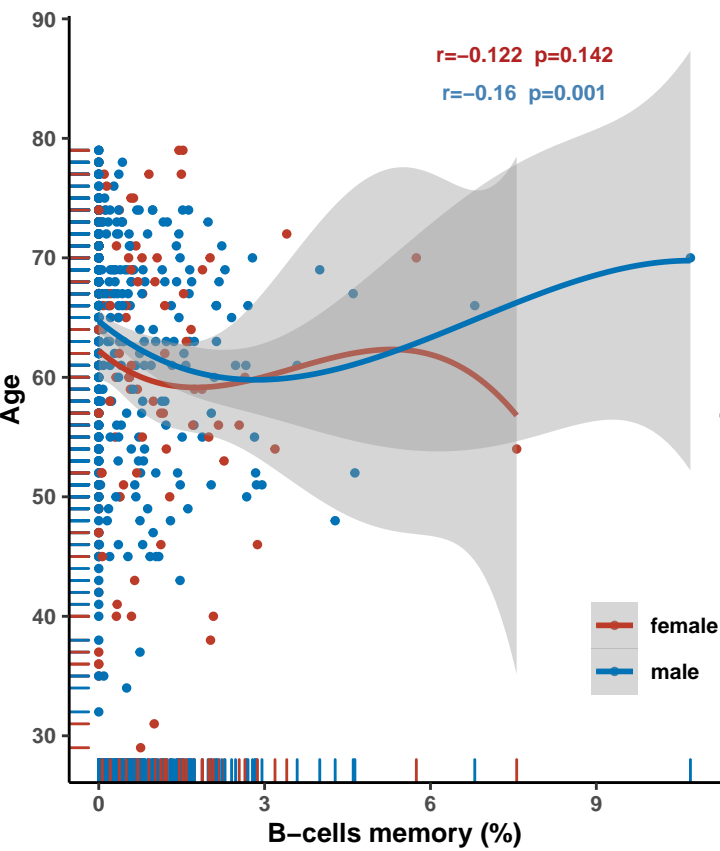 90
r=−0.122 p=0.142
r=−0.16 p=0.001
80
70
60
Age
50
40
female
male
30
0 3 6 9
B−cells memory (%)